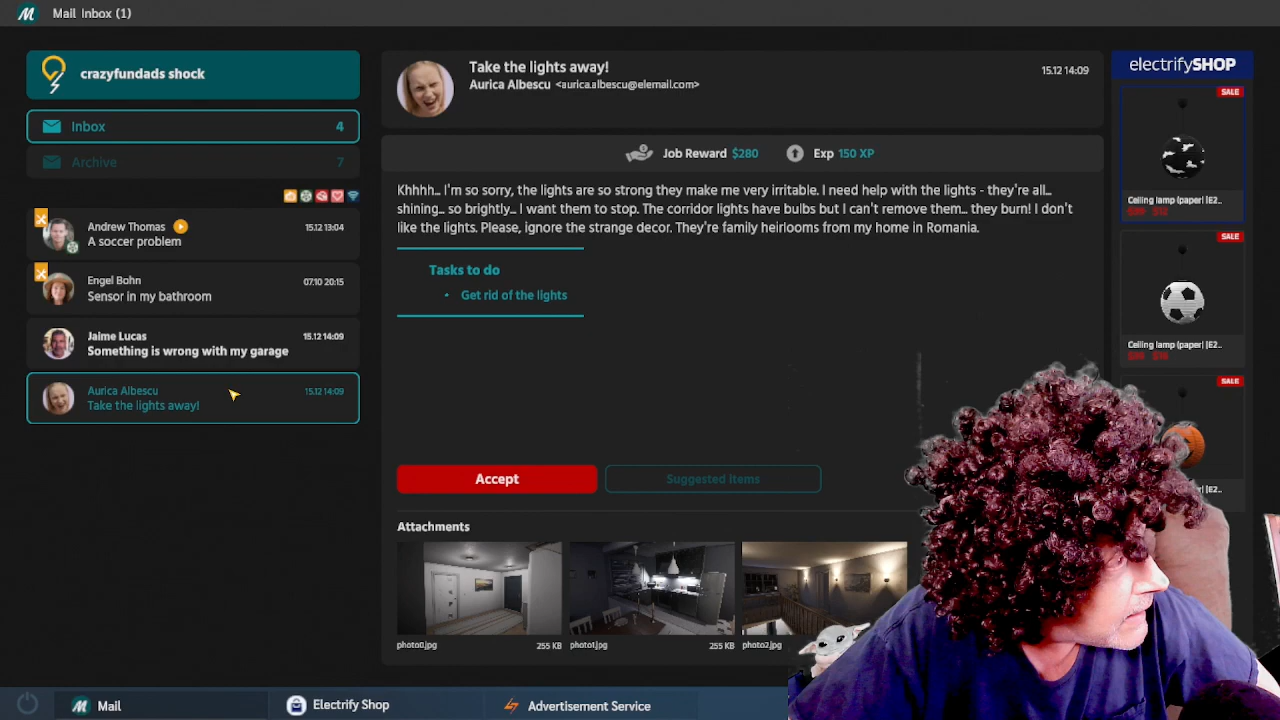 Mail Inbox (1)
crazyfundads shock
Inbox 4
Archive 7
Andrew Thomas 15.12 13:04
A soccer problem
Engel Bohn 07.10 20:15
Sensor in my bathroom
Jaime Lucas 15.12 14:09
Something is wrong with my garage
Aurica Albescu 15.12 14:09
Take the lights away!
Take the lights away!
Aurica Albescu <aurica.albescu@elemail.com>
15.12 14:09
Job Reward $280 Exp 150 XP
Khhhh... I'm so sorry, the lights are so strong they make me very irritable. I need help with the lights - they're all...
shining... so brightly... I want them to stop. The corridor lights have bulbs but I can't remove them... they burn! I don't
like the lights. Please, ignore the strange decor. They're family heirlooms from my home in Romania.
Tasks to do
• Get rid of the lights
Accept
Suggested Items
Attachments
photo0.jpg 255 KB
photo1.jpg 255 KB
photo2.jpg
electrifySHOP
SALE
Ceiling lamp (paper) |E2...
SALE
Ceiling lamp (paper) |E2...
SALE
|E2...
Mail
Electrify Shop
Advertisement Service